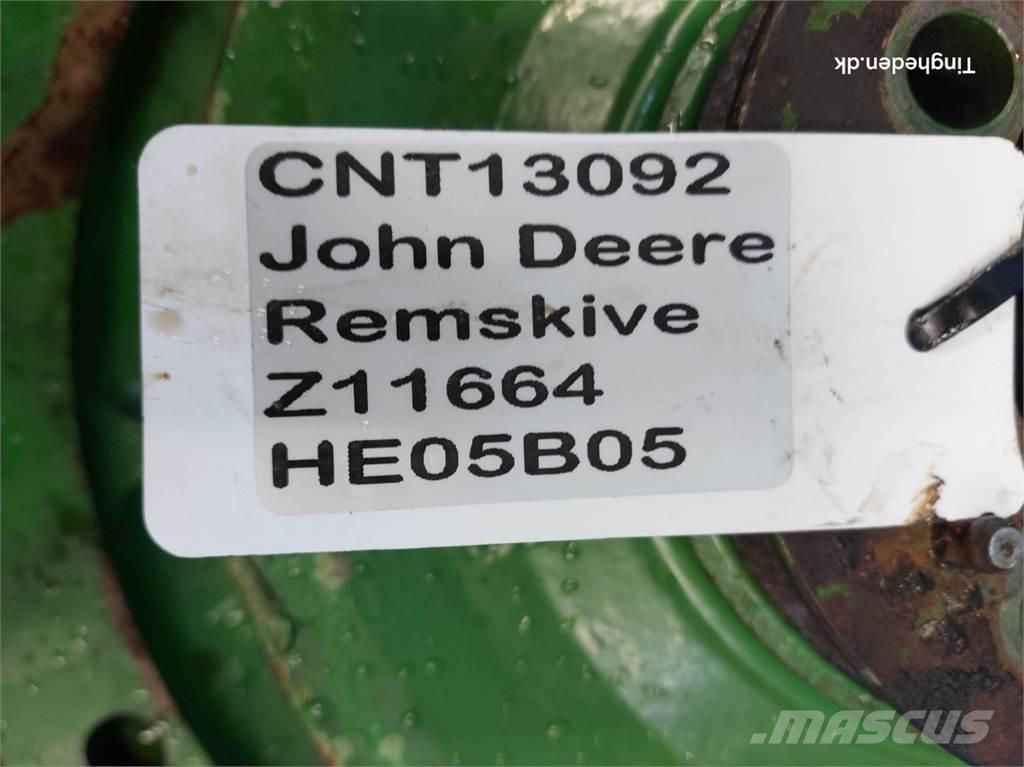 Tingheden.dk
CNT13092
John Deere
Remskive
Z11664
HE05B05
MASCUS